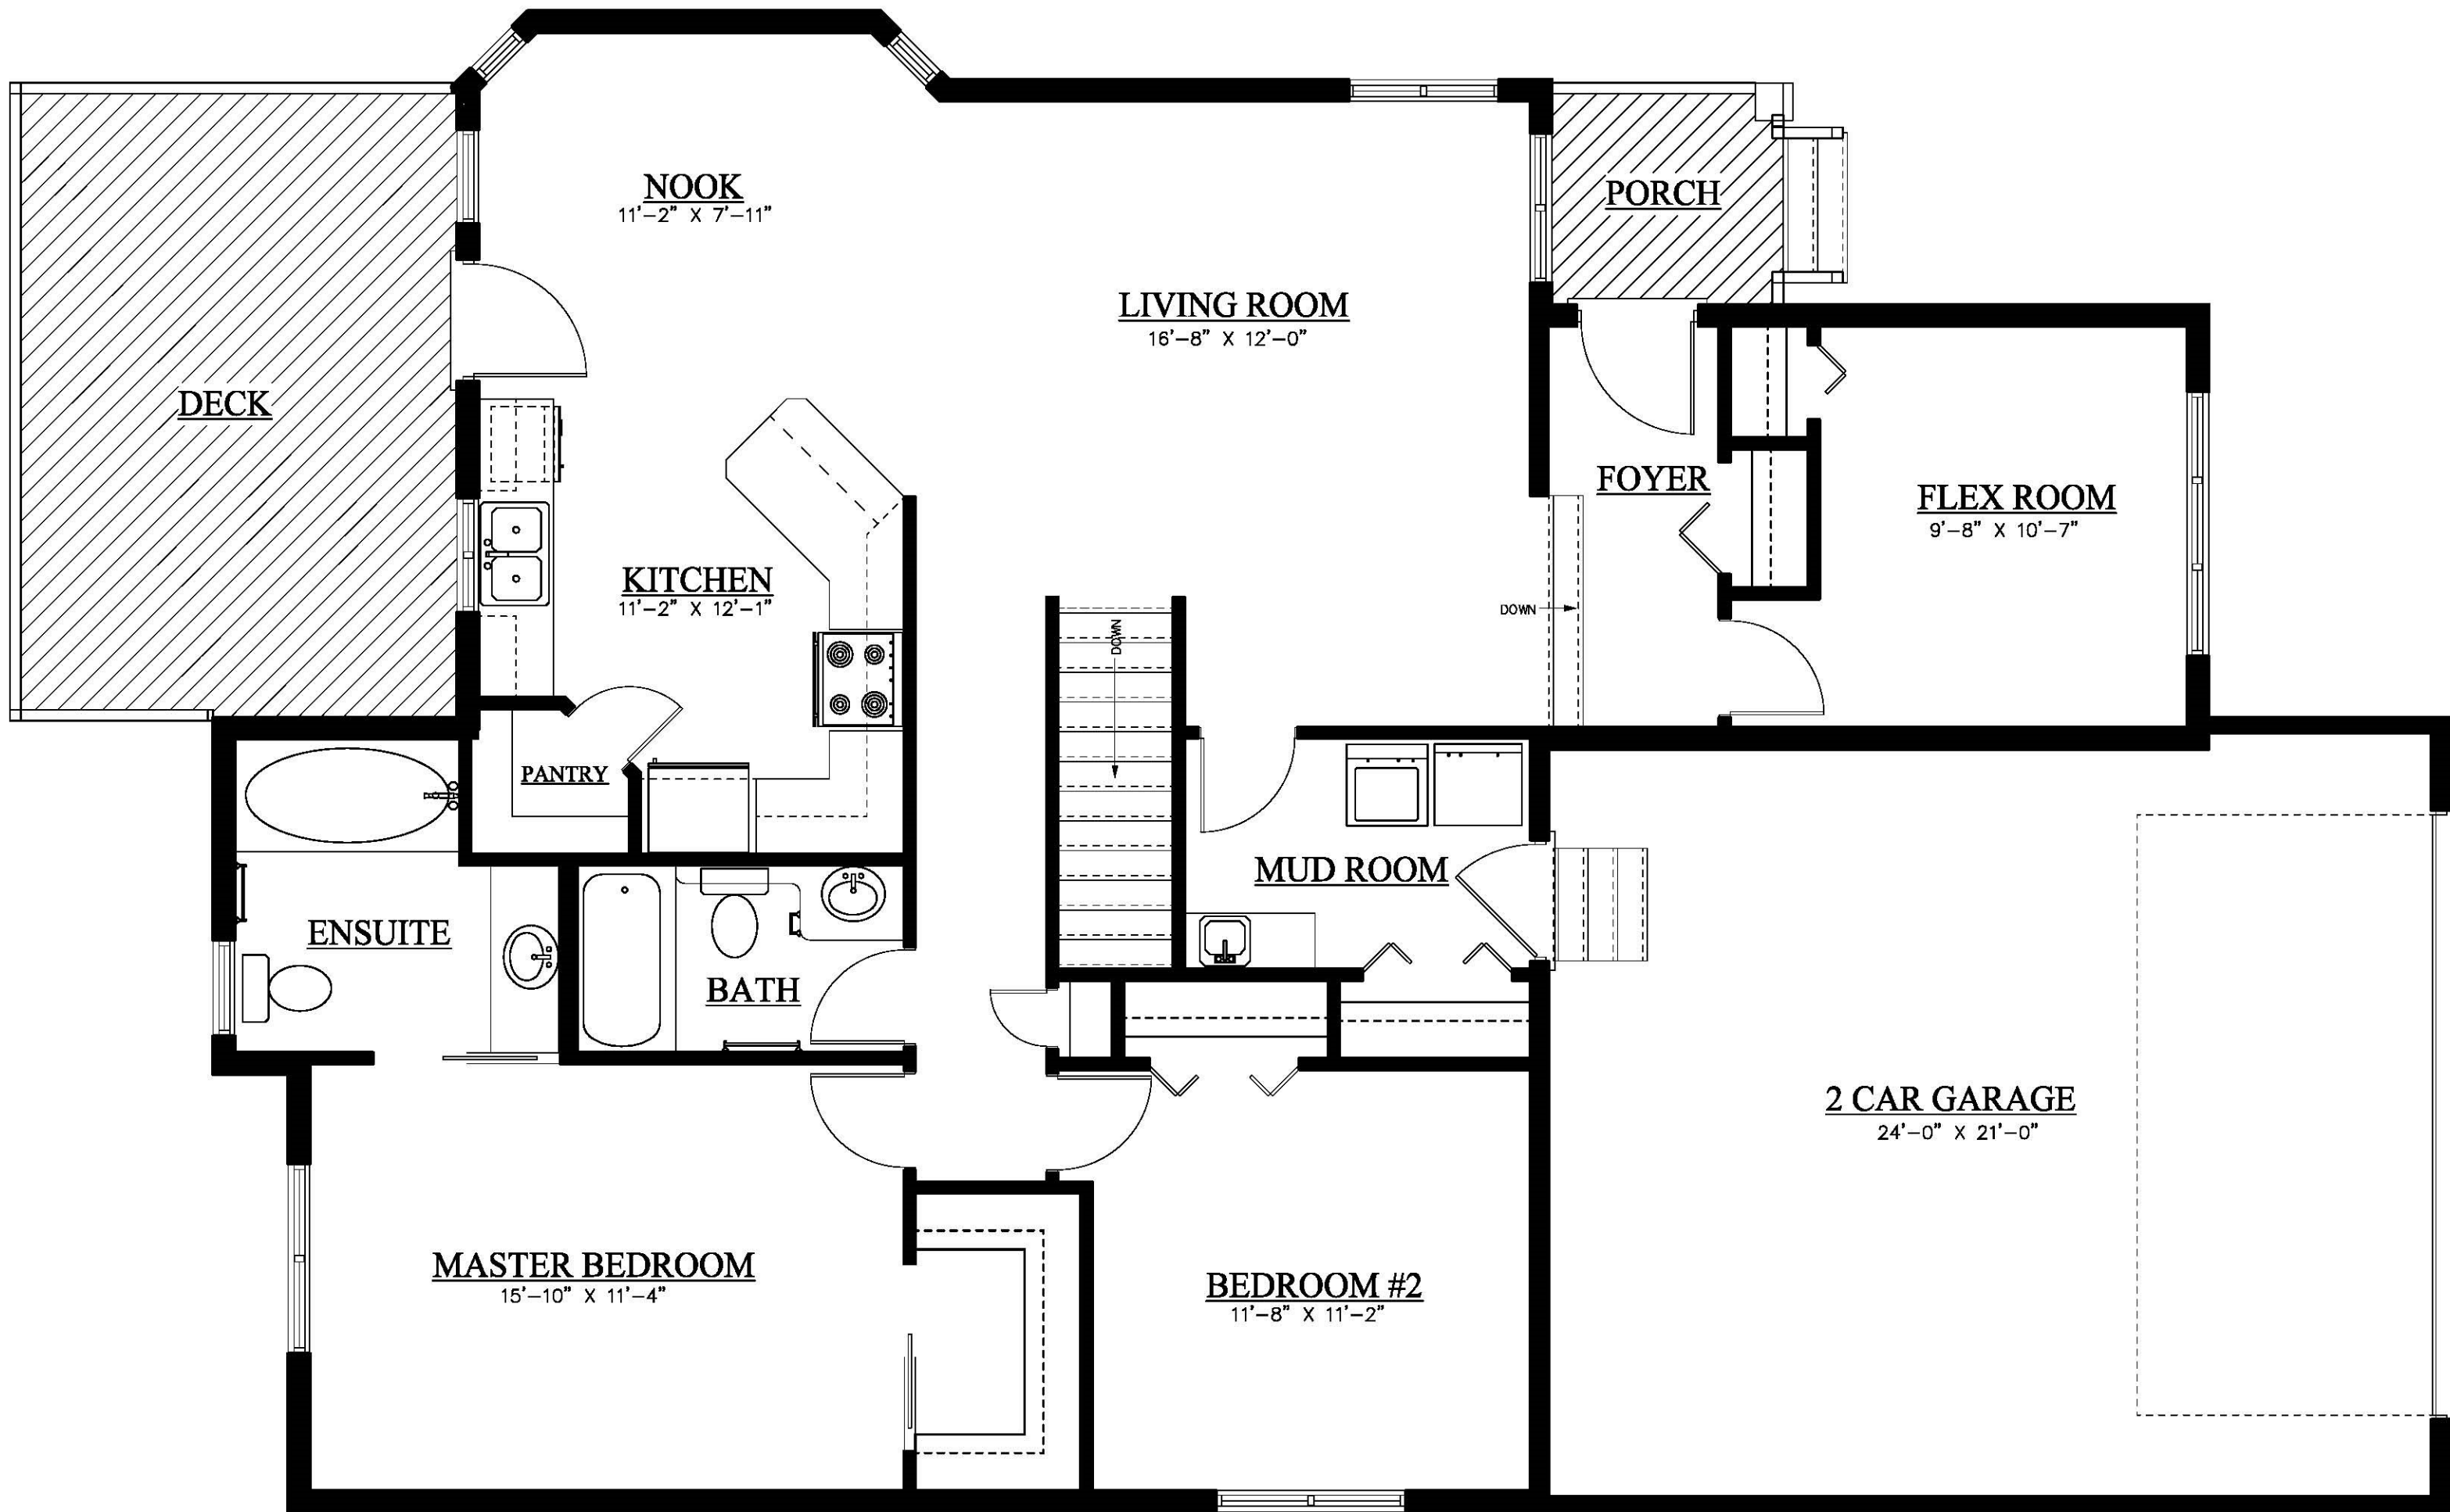 NOOK
11'-2" X 7'-11"
PORCH
LIVING ROOM
16'-8" X 12'-0"
DECK
FOYER
FLEX ROOM
9'-8" X 10'-7"
KITCHEN
11'-2" X 12'-1"
DOWN
DOWN
PANTRY
MUD ROOM
ENSUITE
BATH
2 CAR GARAGE
24'-0" X 21'-0"
MASTER BEDROOM
15'-10" X 11'-4"
BEDROOM #2
11'-8" X 11'-2"